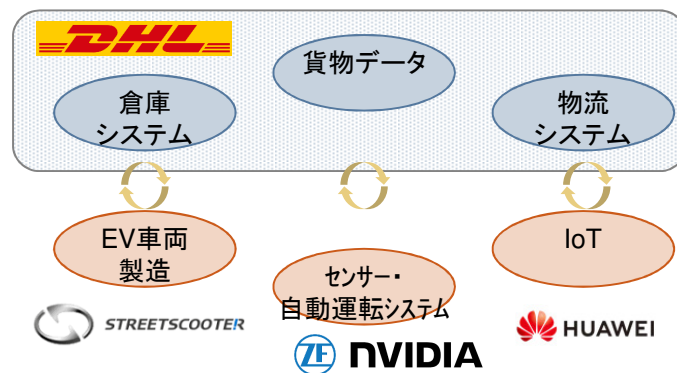 DHL
貨物データ
倉庫
システム
物流
システム
EV車両
製造
センサー・
自動運転システム
IoT
STREETSCOOTER
ZF NVIDIA
HUAWEI